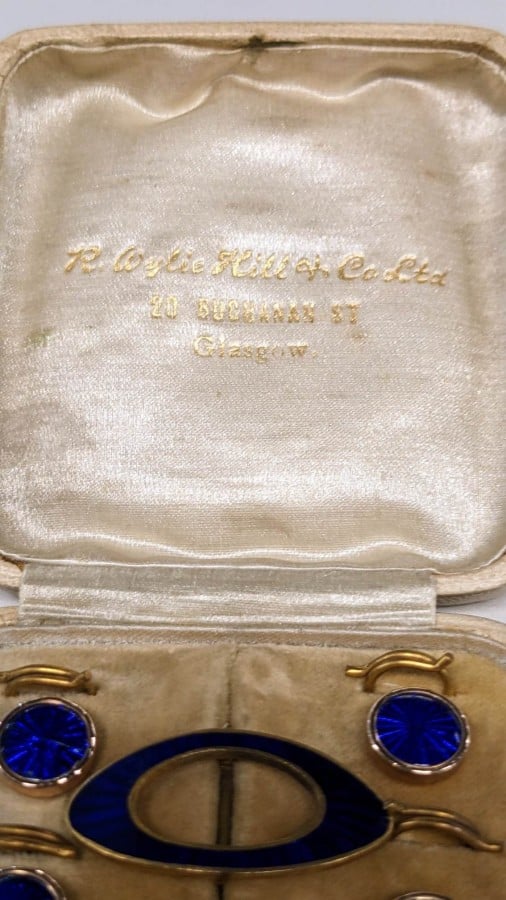 R. Wylie Hill & Co Ltd
20 BUCHANAN ST
Glasgow.